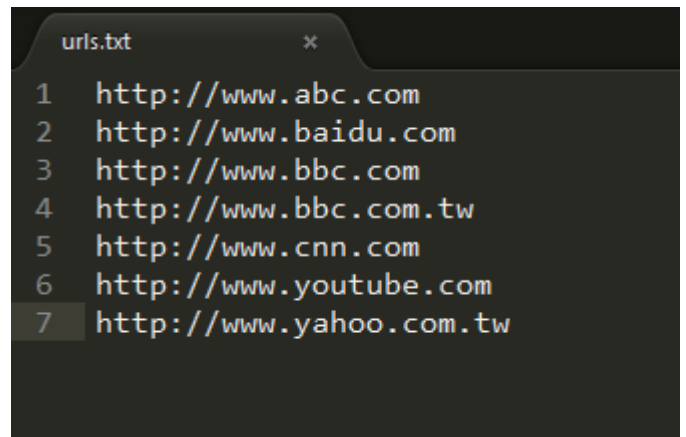 urls.txt ×
1 http://www.abc.com
2 http://www.baidu.com
3 http://www.bbc.com
4 http://www.bbc.com.tw
5 http://www.cnn.com
6 http://www.youtube.com
7 http://www.yahoo.com.tw